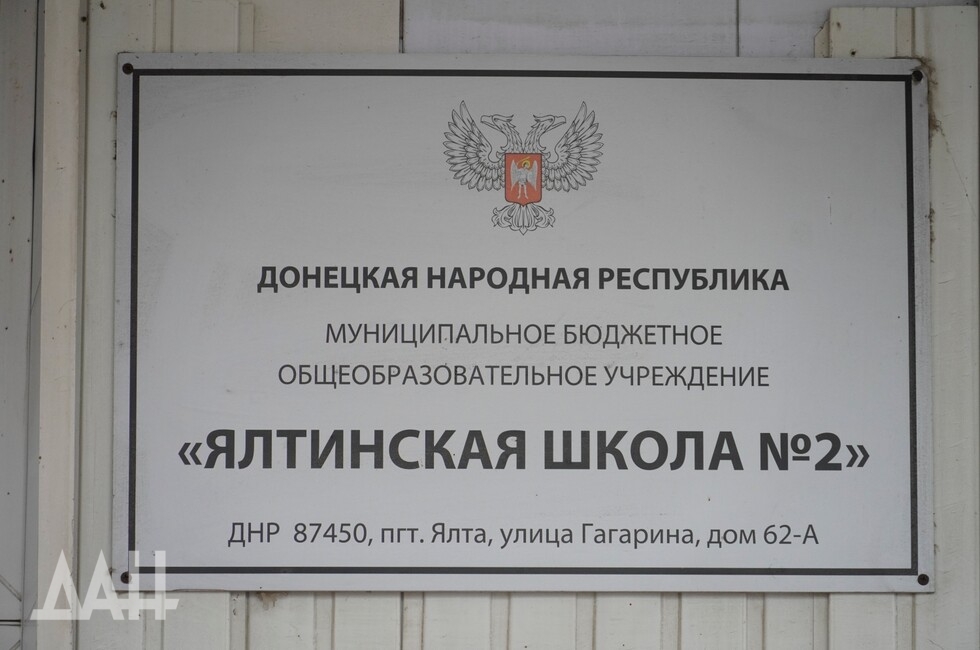 ДОНЕЦКАЯ НАРОДНАЯ РЕСПУБЛИКА
МУНИЦИПАЛЬНОЕ БЮДЖЕТНОЕ
ОБЩЕОБРАЗОВАТЕЛЬНОЕ УЧРЕЖДЕНИЕ
«ЯЛТИНСКАЯ ШКОЛА №2»
ДНР 87450, пгт. Ялта, улица Гагарина, дом 62-А
ДАН